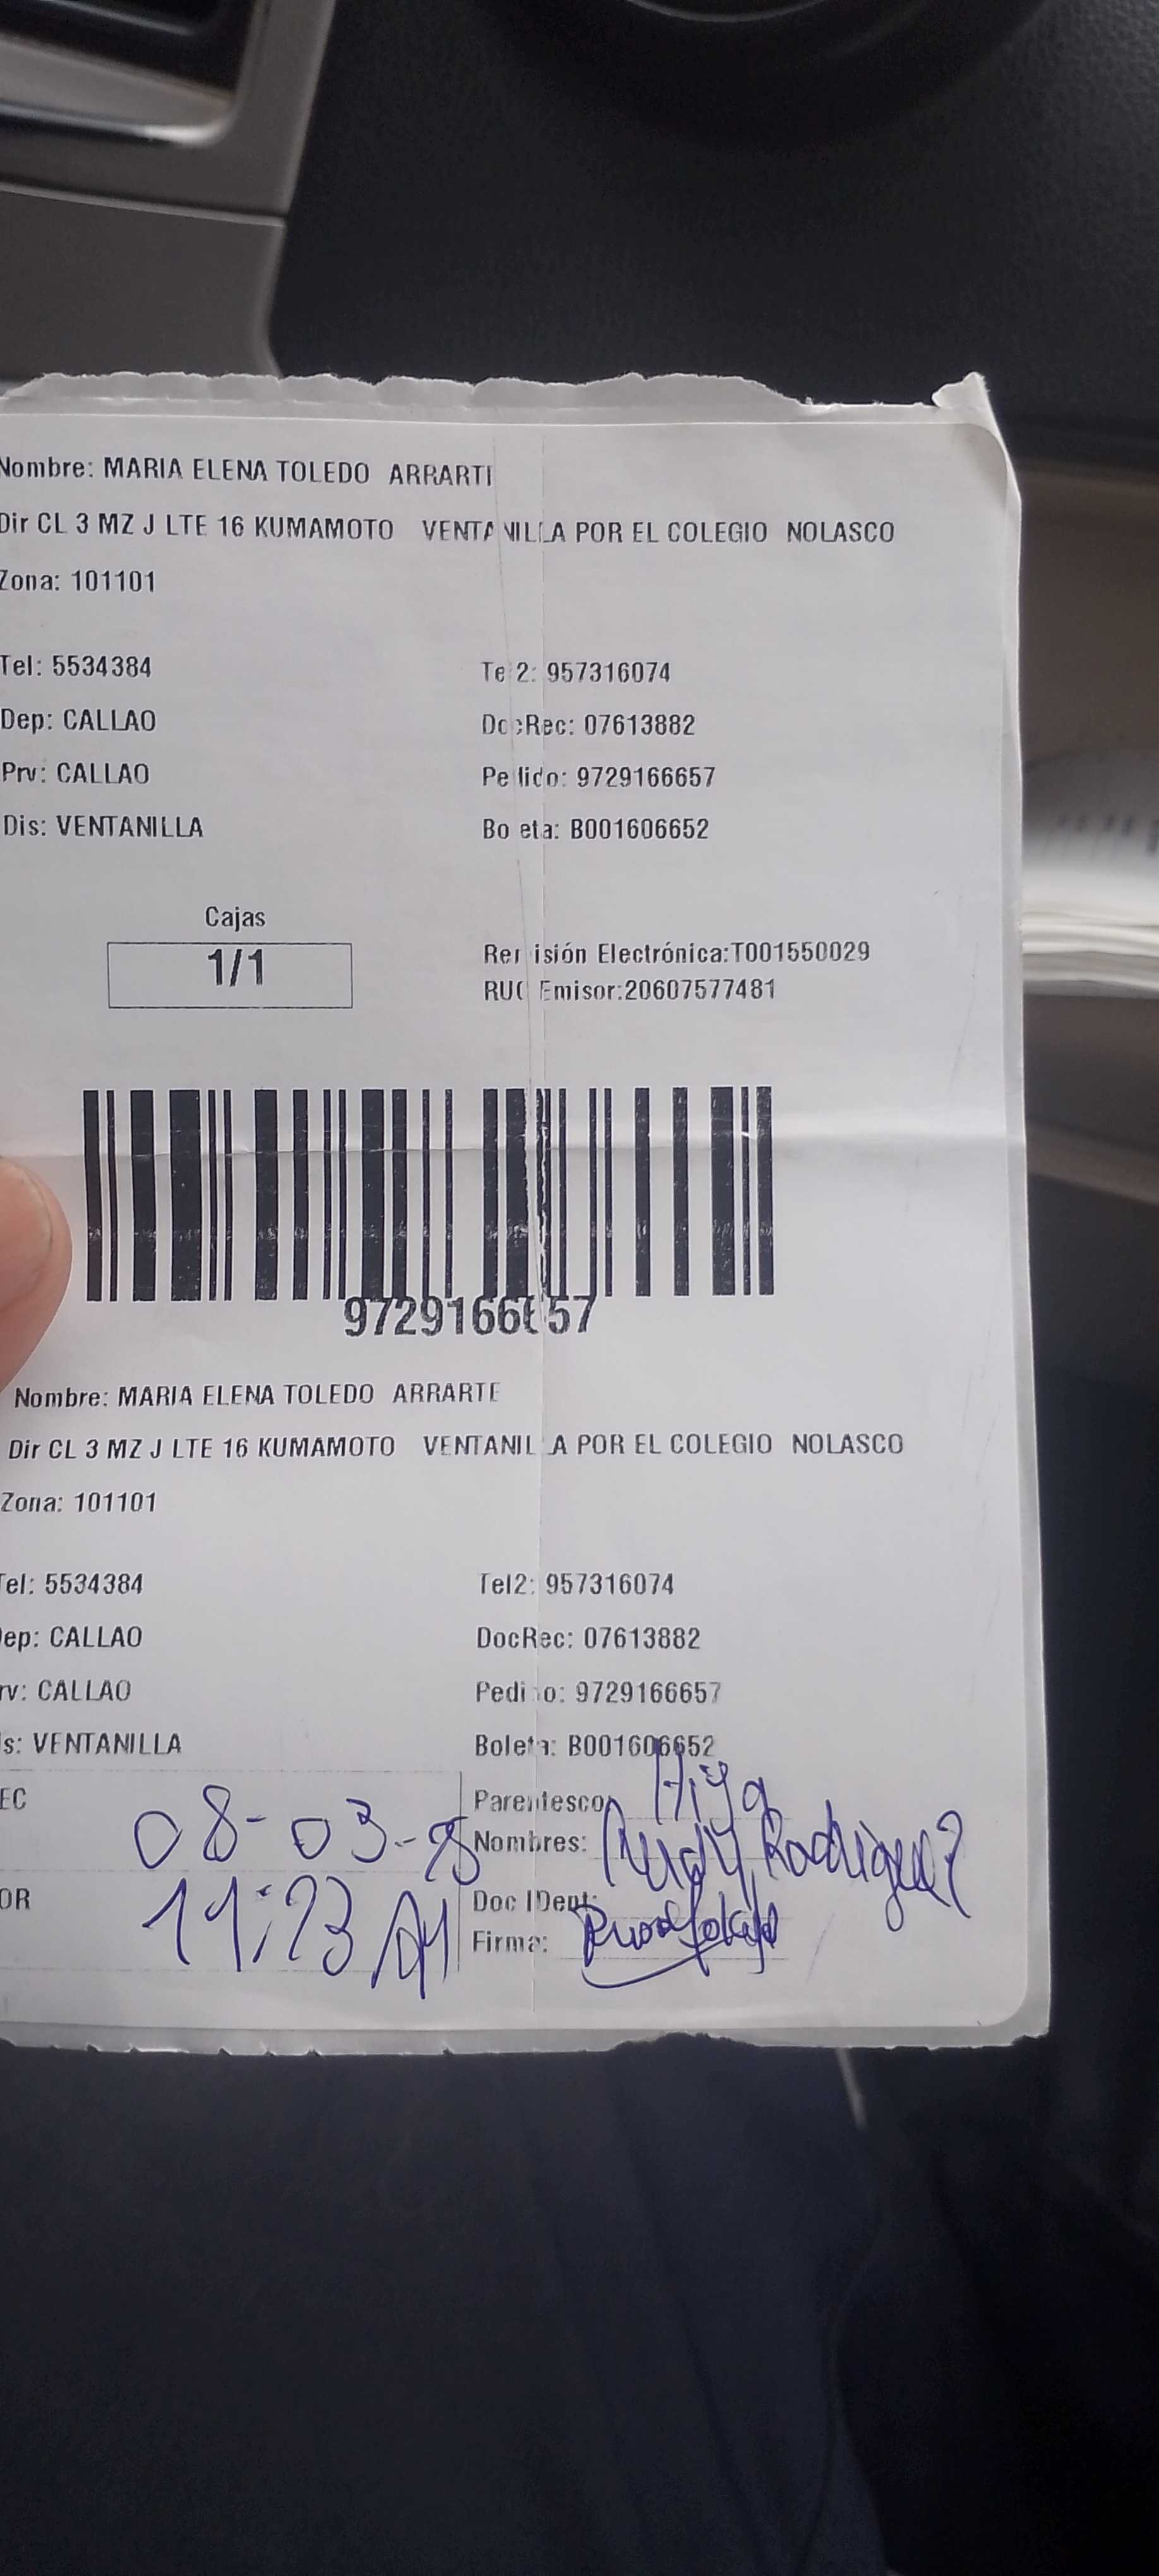 Nombre: MARIA ELENA TOLEDO ARRARTE
Dir CL 3 MZ J LTE 16 KUMAMOTO VENTANILLA POR EL COLEGIO NOLASCO
Zona: 101101
Tel: 5534384 Tel2: 957316074
Dep: CALLAO DocRec: 07613882
Prv: CALLAO Pedido: 9729166657
Dis: VENTANILLA Boleta: B001606652
Cajas
1/1
Remisión Electrónica:T001550029
RUC Emisor:20607577481
9729166657
Nombre: MARIA ELENA TOLEDO ARRARTE
Dir CL 3 MZ J LTE 16 KUMAMOTO VENTANILLA POR EL COLEGIO NOLASCO
Zona: 101101
Tel: 5534384 Tel2: 957316074
ep: CALLAO DocRec: 07613882
rv: CALLAO Pedido: 9729166657
s: VENTANILLA Boleta: B001606652
EC 08-03-25 Parentesco: Hija
Nombres: Rodriguez
OR 11:23 AM Doc IDent:
Firma: